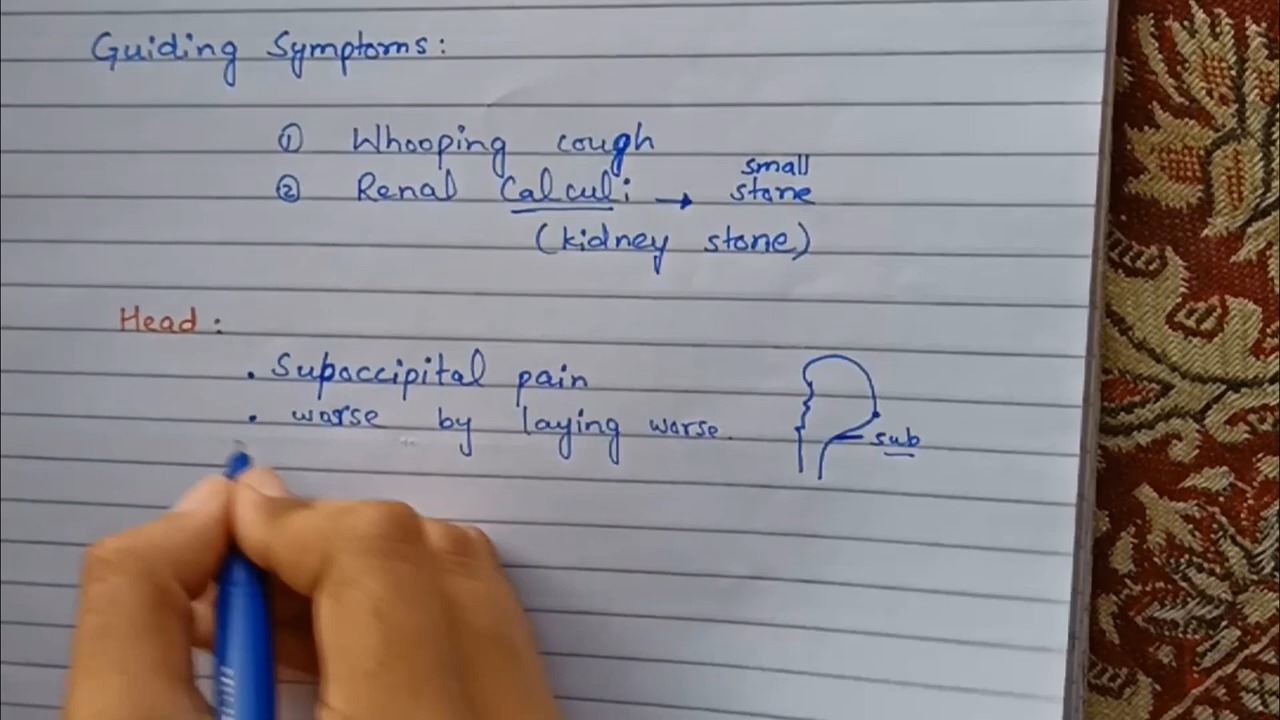 Guiding Symptoms:
① Whooping cough
② Renal Calculi → small stone
(kidney stone)
Head:
. Suboccipital pain
. worse by laying worse.
sub